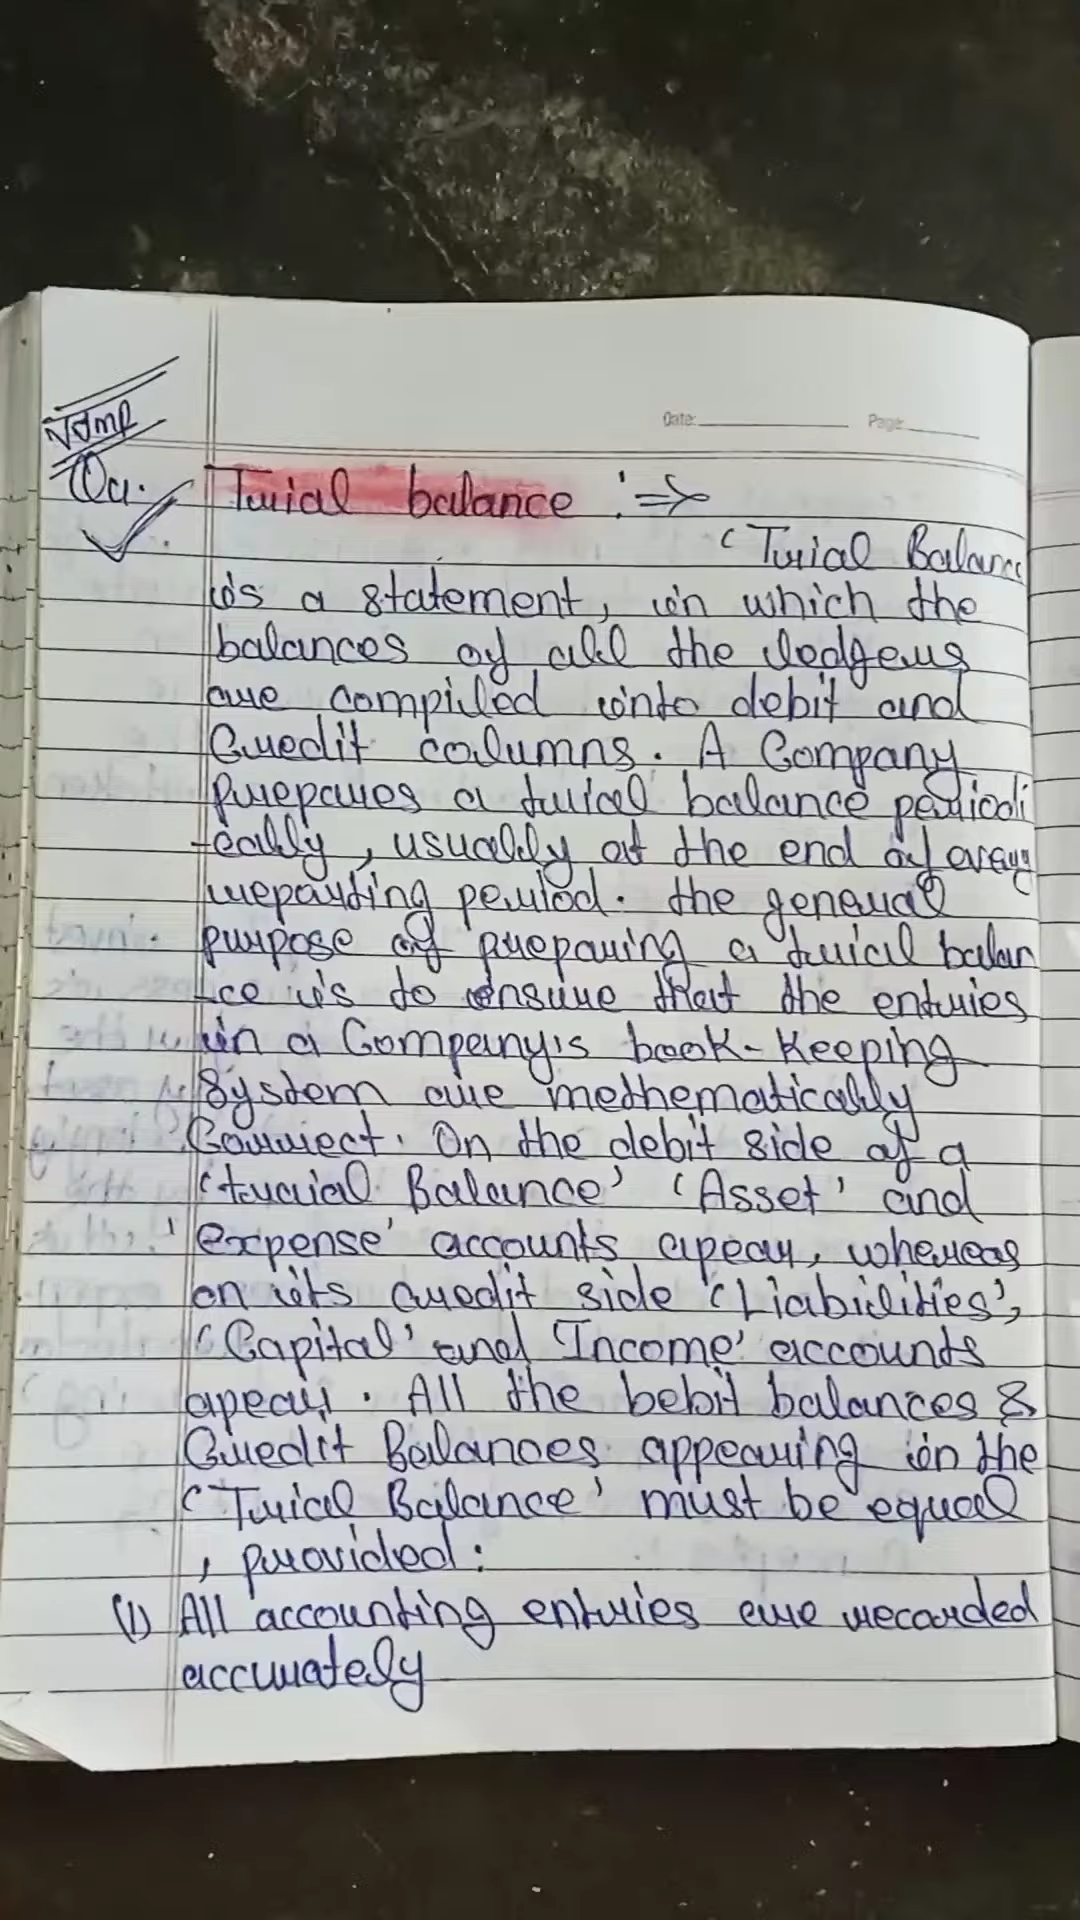 Imp
Date: Page:
Qu. Trial balance :⇒
'Trial Balance
is a statement, in which the
balances of all the ledgers
are compiled into debit and
Credit columns. A Company
prepares a trial balance periodi
-cally, usually at the end of every
reporting period. the general
purpose of preparing a trial balan
-ce is to ensure that the entries
in a Company's book-keeping
System are methematically
Correct. On the debit side of a
'trial Balance' 'Asset' and
'expense' accounts apear, whereas
on its credit side 'Liabilities',
'Capital' and 'Income' accounts
apear. All the bebit balances &
Credit Balances appearing in the
'Trial Balance' must be equal
, provided:
(1) All accounting entries are recorded
accurately